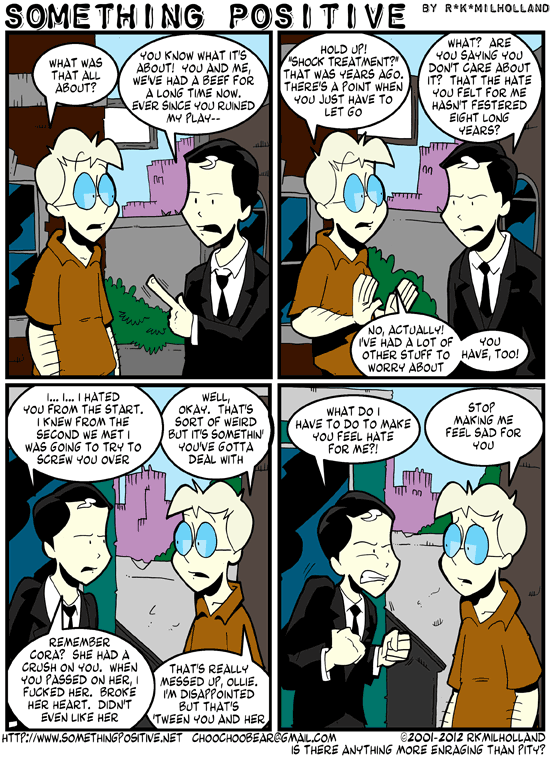 SOMETHING POSITIVE
BY R*K*MILHOLLAND
WHAT WAS
THAT ALL
ABOUT?
YOU KNOW WHAT IT'S
ABOUT! YOU AND ME,
WE'VE HAD A BEEF FOR
A LONG TIME NOW.
EVER SINCE YOU RUINED
MY PLAY--
HOLD UP!
"SHOCK TREATMENT?"
THAT WAS YEARS AGO.
THERE'S A POINT WHEN
YOU JUST HAVE TO
LET GO
WHAT? ARE
YOU SAYING YOU
DON'T CARE ABOUT
IT? THAT THE HATE
YOU FELT FOR ME
HASN'T FESTERED
EIGHT LONG
YEARS?
NO, ACTUALLY!
I'VE HAD A LOT OF
OTHER STUFF TO
WORRY ABOUT
YOU
HAVE, TOO!
I... I... I HATED
YOU FROM THE START.
I KNEW FROM THE
SECOND WE MET I
WAS GOING TO TRY TO
SCREW YOU OVER
WELL,
OKAY. THAT'S
SORT OF WEIRD
BUT IT'S SOMETHIN'
YOU'VE GOTTA
DEAL WITH
REMEMBER
CORA? SHE HAD A
CRUSH ON YOU. WHEN
YOU PASSED ON HER, I
FUCKED HER. BROKE
HER HEART. DIDN'T
EVEN LIKE HER
THAT'S REALLY
MESSED UP, OLLIE.
I'M DISAPPOINTED
BUT THAT'S
'TWEEN YOU AND HER
WHAT DO I
HAVE TO DO TO MAKE
YOU FEEL HATE
FOR ME?!
STOP
MAKING ME
FEEL SAD FOR
YOU
HTTP://WWW.SOMETHINGPOSITIVE.NET CHOOCHOOBEAR@GMAIL.COM ©2001-2012 RKMILHOLLAND
IS THERE ANYTHING MORE ENRAGING THAN PITY?